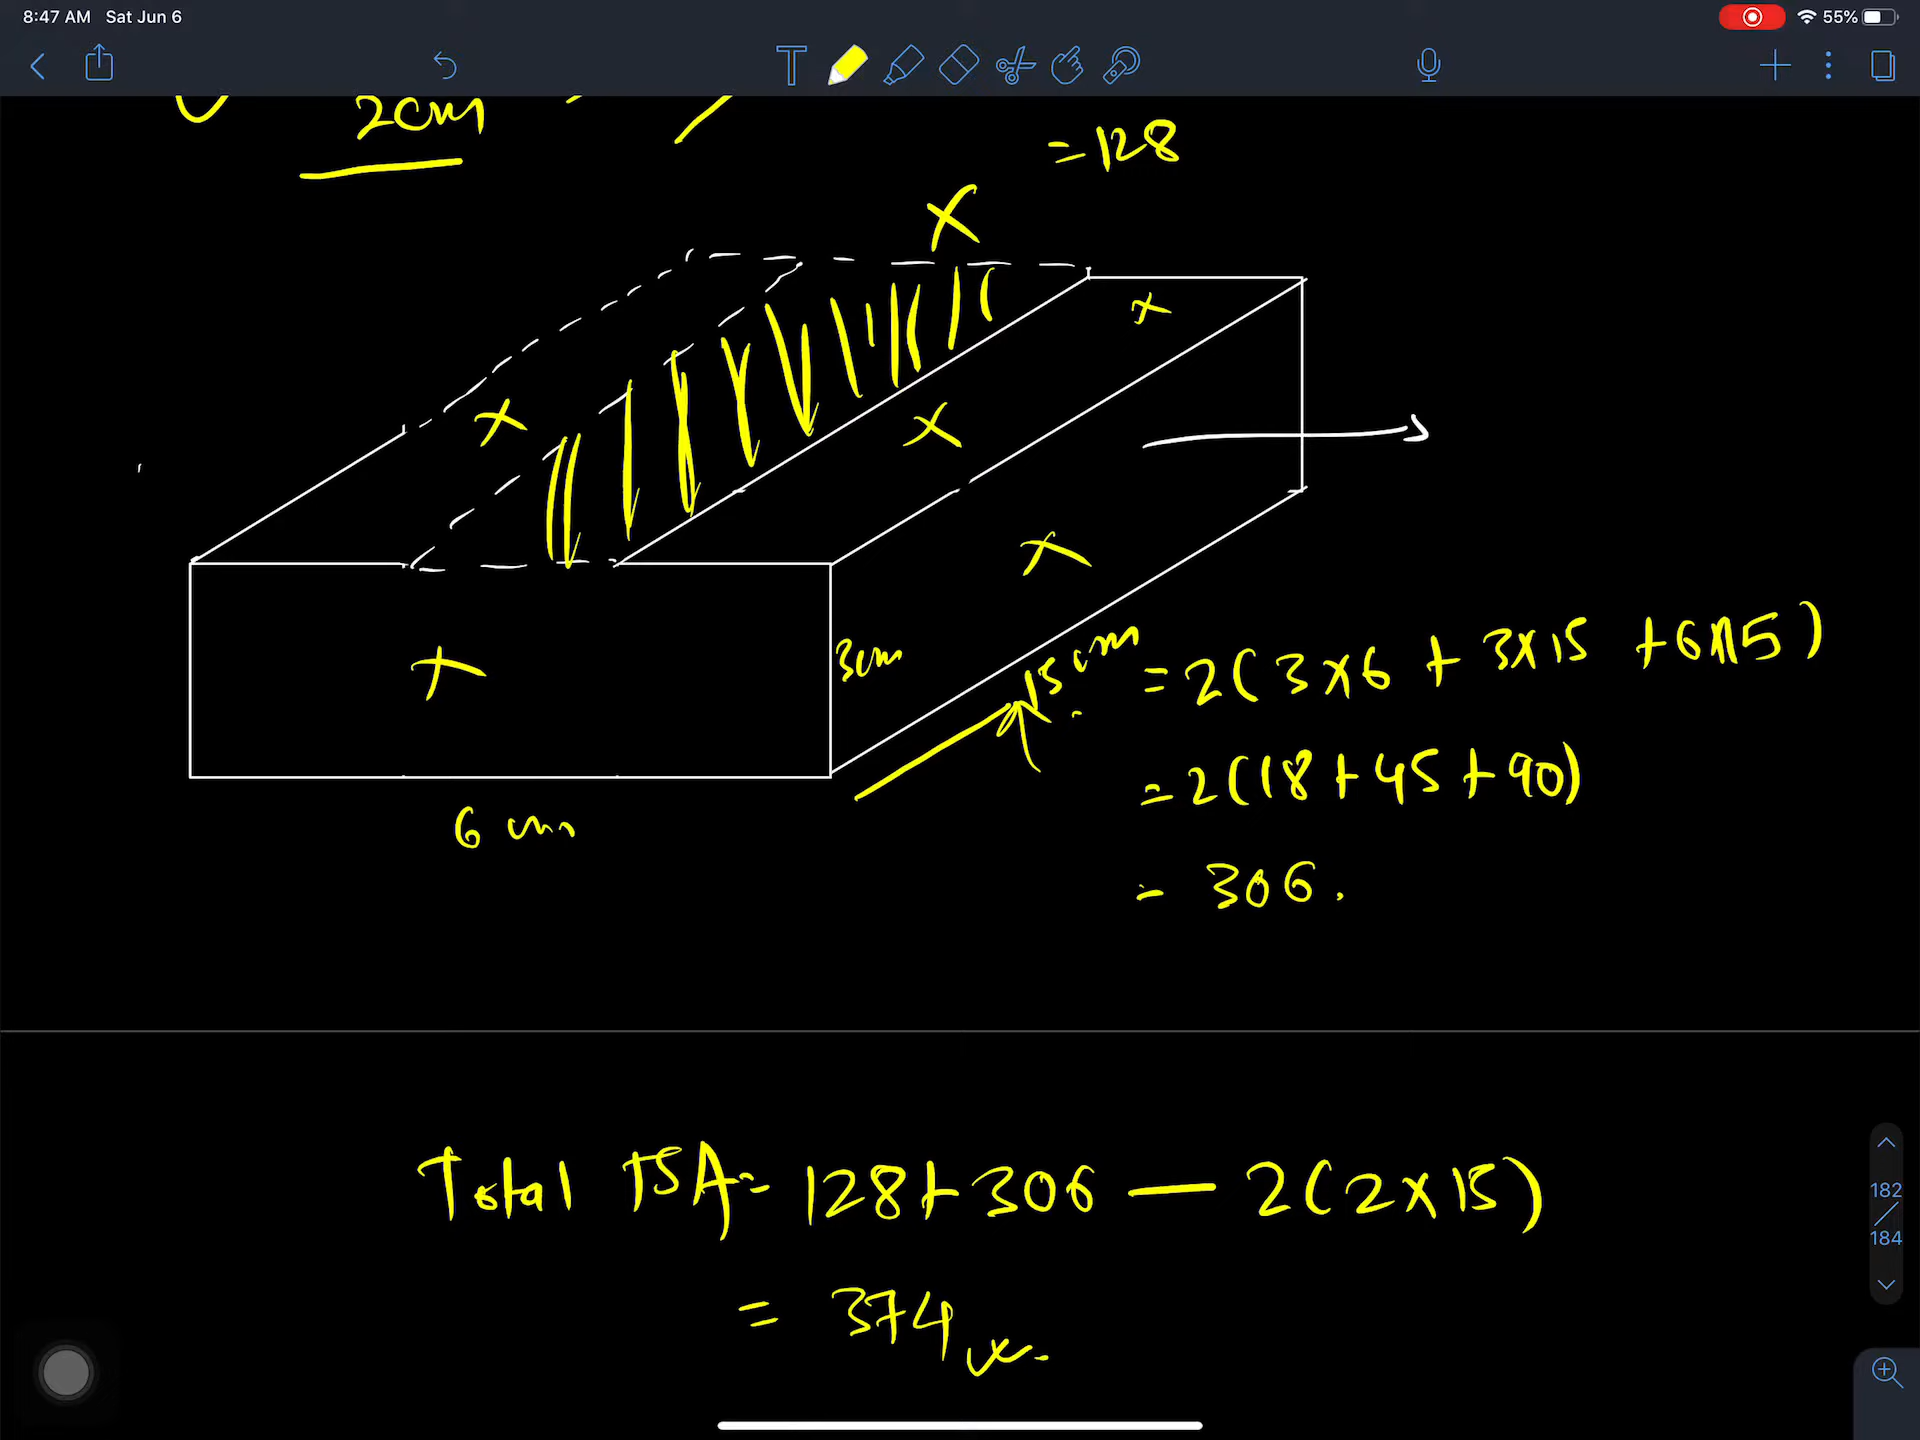 8:47 AM Sat Jun 6
55%
T
2cm
=128
x
x
x
x
x
x
3cm
15cm
6 cm
= 2(3x6 + 3x15 + 6x15)
= 2(18+45+90)
= 306.
Total TSA = 128+306 — 2(2x15)
= 374
182
/
184